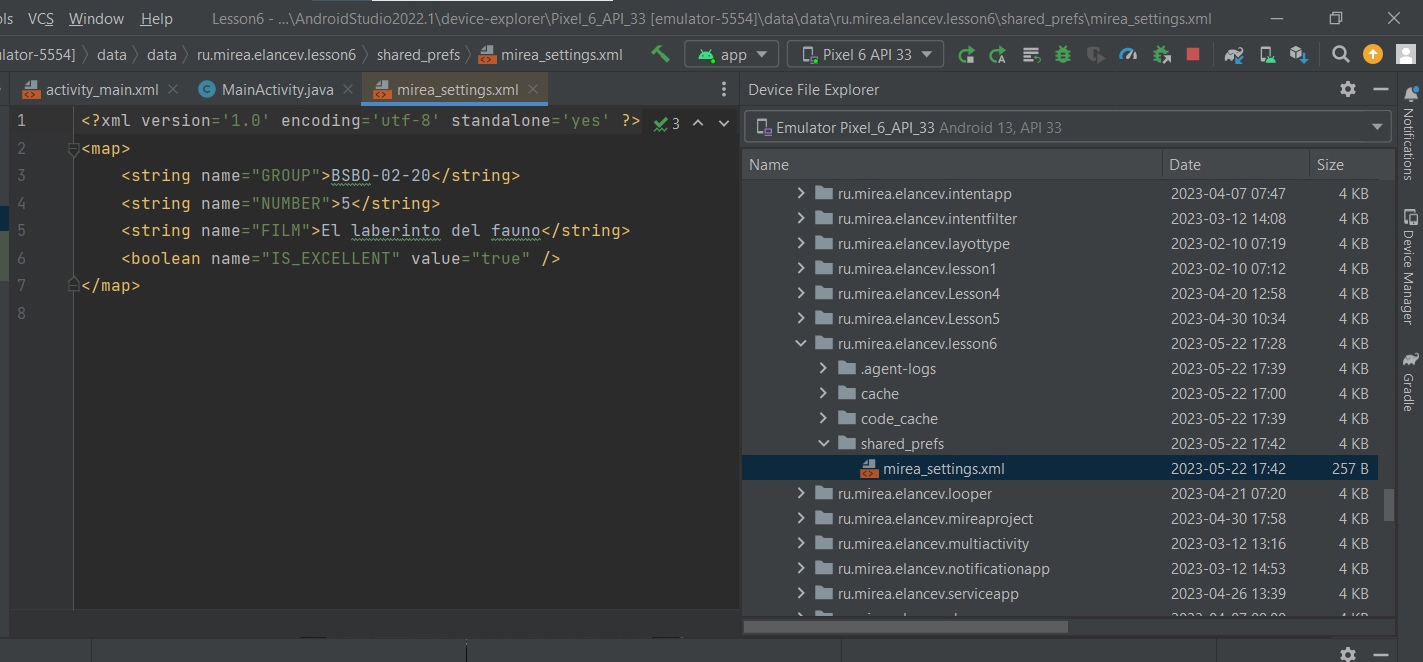 ols VCS Window Help Lesson6 - ...\AndroidStudio2022.1\device-explorer\Pixel_6_API_33 [emulator-5554]\data\data\ru.mirea.elancev.lesson6\shared_prefs\mirea_settings.xml
ulator-5554] data data ru.mirea.elancev.lesson6 shared_prefs mirea_settings.xml app Pixel 6 API 33
activity_main.xml MainActivity.java mirea_settings.xml
1 <?xml version='1.0' encoding='utf-8' standalone='yes' ?> 3
2 <map>
3 <string name="GROUP">BSBO-02-20</string>
4 <string name="NUMBER">5</string>
5 <string name="FILM">El laberinto del fauno</string>
6 <boolean name="IS_EXCELLENT" value="true" />
7 </map>
8
Device File Explorer
Emulator Pixel_6_API_33 Android 13, API 33
Name Date Size
ru.mirea.elancev.intentapp 2023-04-07 07:47 4 KB
ru.mirea.elancev.intentfilter 2023-03-12 14:08 4 KB
ru.mirea.elancev.layottype 2023-02-10 07:19 4 KB
ru.mirea.elancev.lesson1 2023-02-10 07:12 4 KB
ru.mirea.elancev.Lesson4 2023-04-20 12:58 4 KB
ru.mirea.elancev.Lesson5 2023-04-30 10:34 4 KB
ru.mirea.elancev.lesson6 2023-05-22 17:28 4 KB
.agent-logs 2023-05-22 17:39 4 KB
cache 2023-05-22 17:00 4 KB
code_cache 2023-05-22 17:39 4 KB
shared_prefs 2023-05-22 17:42 4 KB
mirea_settings.xml 2023-05-22 17:42 257 B
ru.mirea.elancev.looper 2023-04-21 07:20 4 KB
ru.mirea.elancev.mireaproject 2023-04-30 17:58 4 KB
ru.mirea.elancev.multiactivity 2023-03-12 13:16 4 KB
ru.mirea.elancev.notificationapp 2023-03-12 14:53 4 KB
ru.mirea.elancev.serviceapp 2023-04-26 13:39 4 KB
Notifications
Device Manager
Gradle